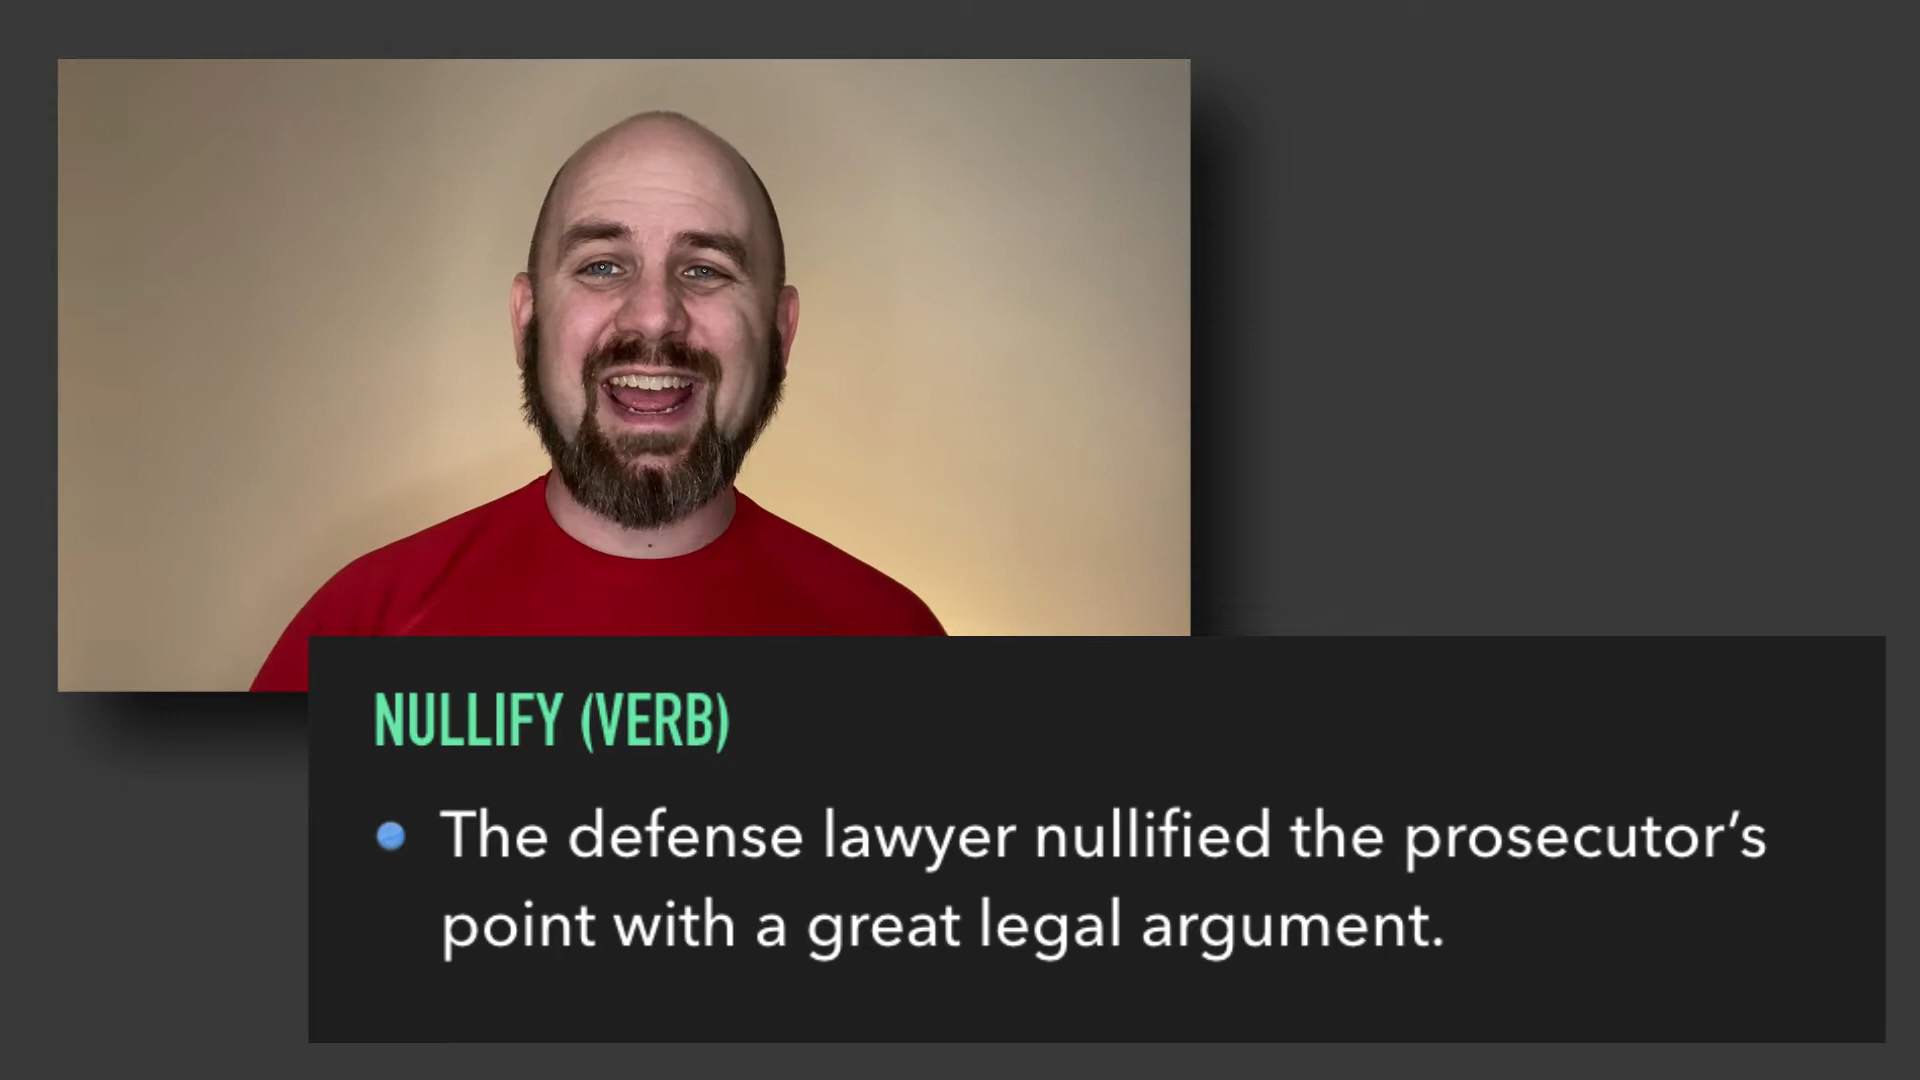 NULLIFY (VERB)
• The defense lawyer nullified the prosecutor’s
point with a great legal argument.